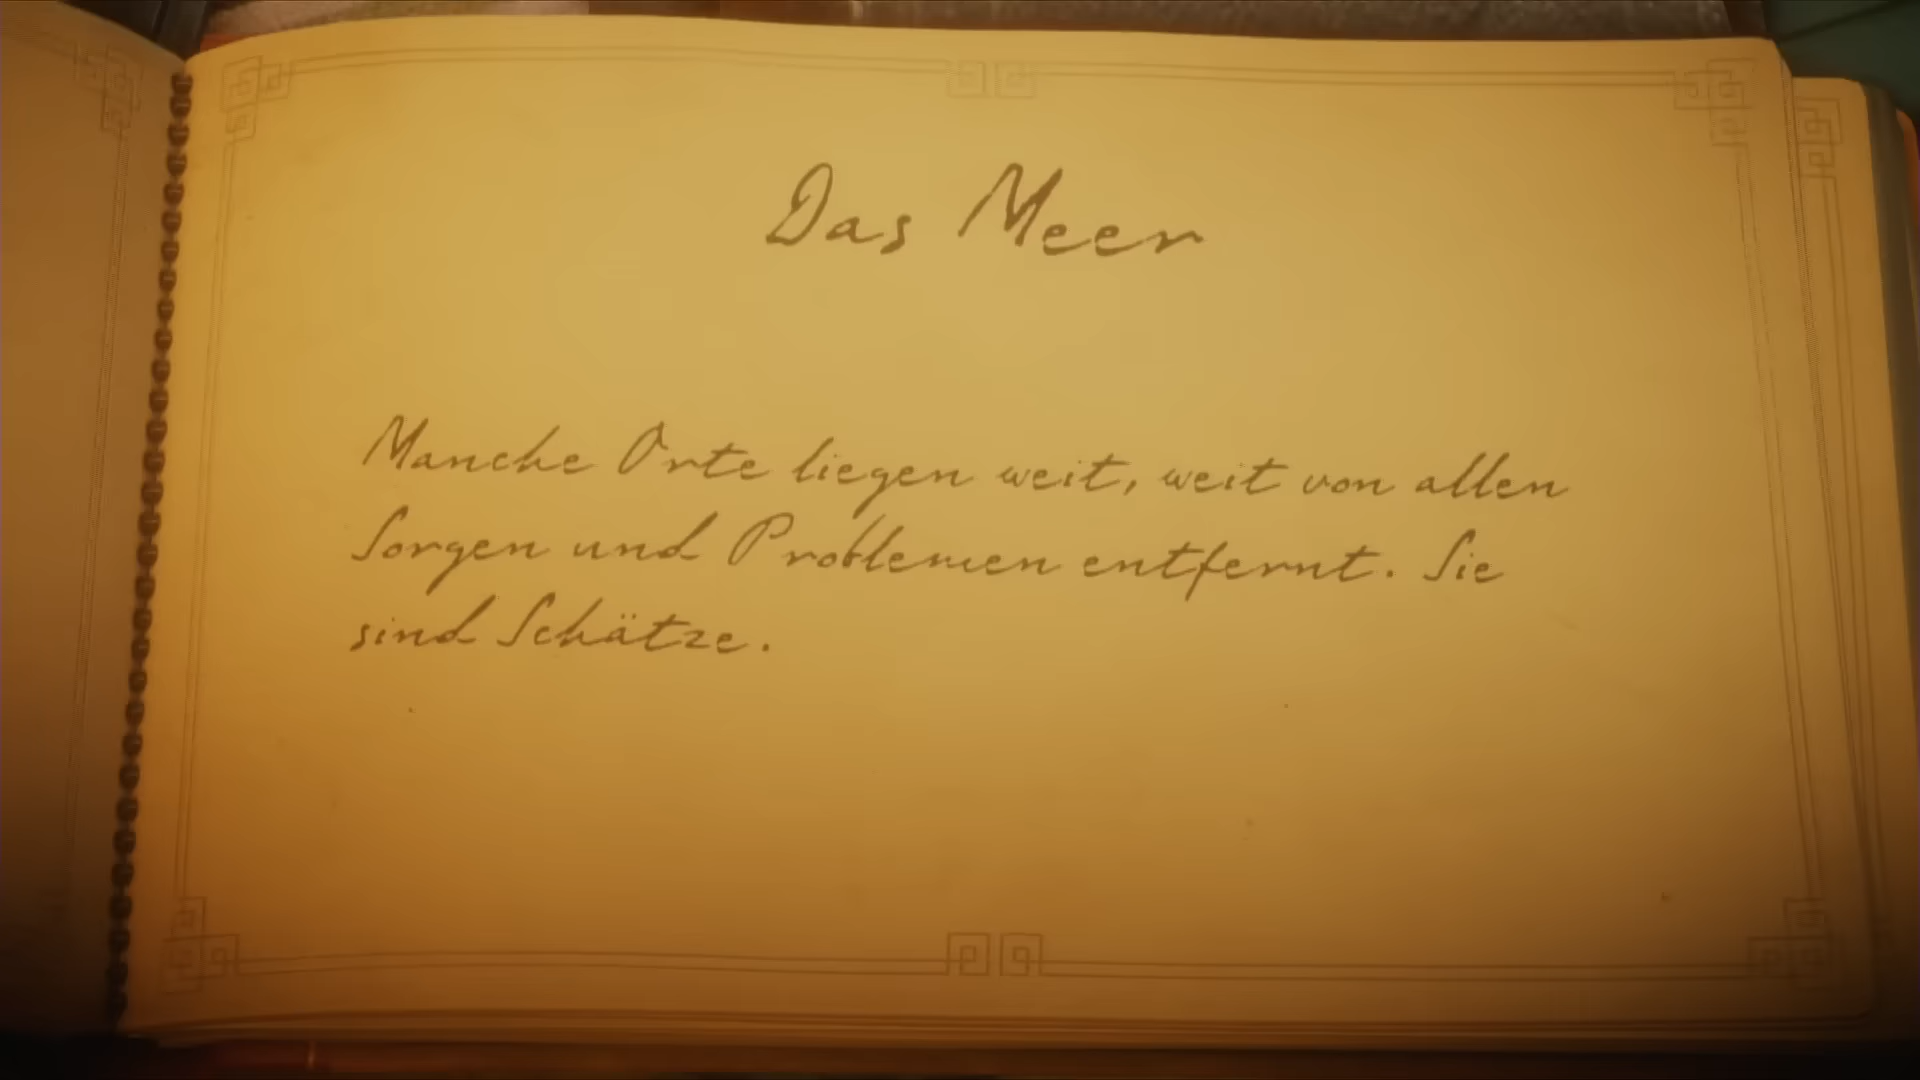 Das Meer
Manche Orte liegen weit, weit von allen
Sorgen und Problemen entfernt. Sie
sind Schätze.